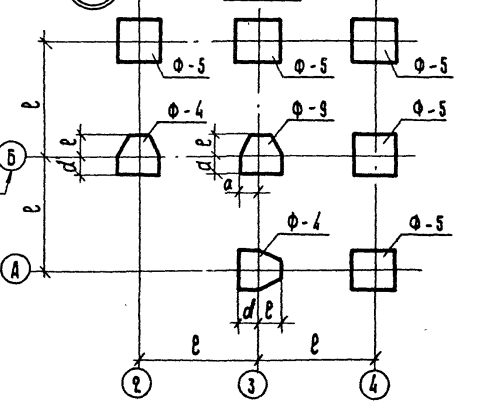 Ф-5 Ф-5 Ф-5
Ф-4 Ф-9 Ф-5
е е е
Б d d
а
е
Ф-4 Ф-5
А
d е
е е
2 3 4